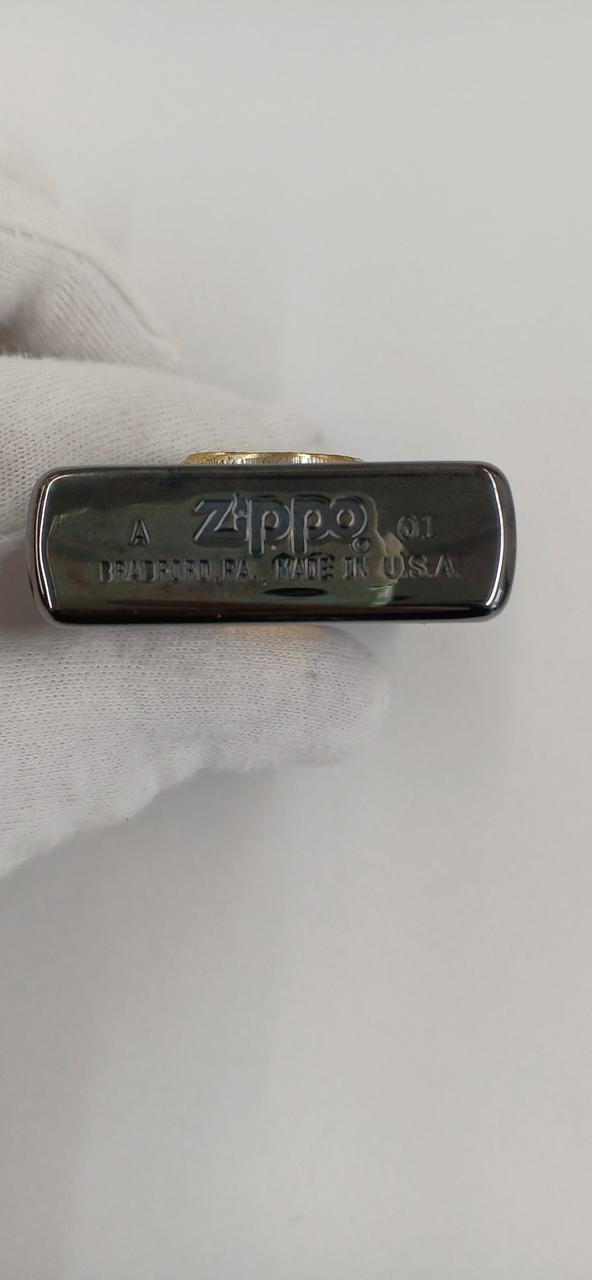 A Zippo ® 01
BRADFORD, PA. MADE IN U.S.A.